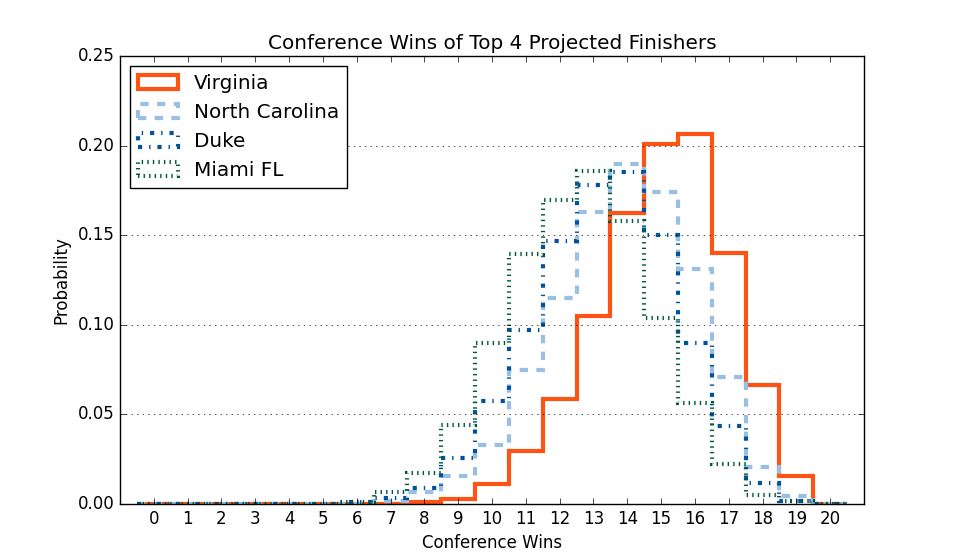 Conference Wins of Top 4 Projected Finishers
0.25
Virginia
North Carolina
Duke
Miami FL
0.20
0.15
Probability
0.10
0.05
0.00
0 1 2 3 4 5 6 7 8 9 10 11 12 13 14 15 16 17 18 19 20
Conference Wins